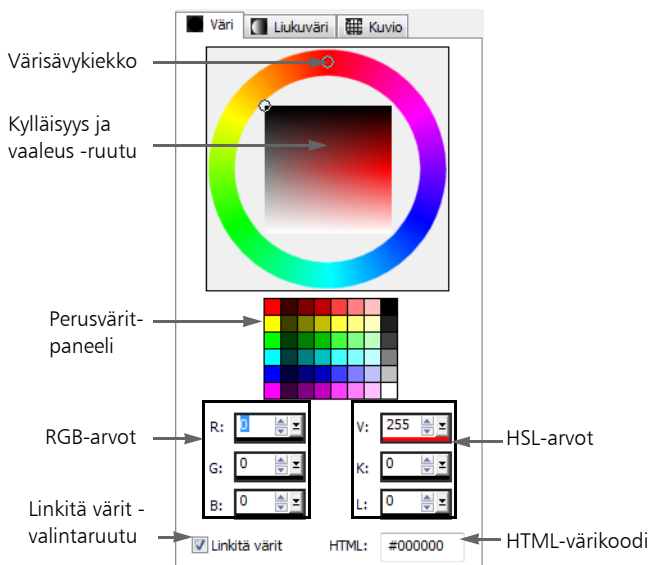 Väri
Liukuväri
Kuvio
Värisävykiekko
Kylläisyys ja
vaaleus -ruutu
Perusvärit-
paneeli
RGB-arvot
R: 0
G: 0
B: 0
V: 255
K: 0
L: 0
HSL-arvot
Linkitä värit -
valintaruutu
Linkitä värit
HTML: #000000
HTML-värikoodi